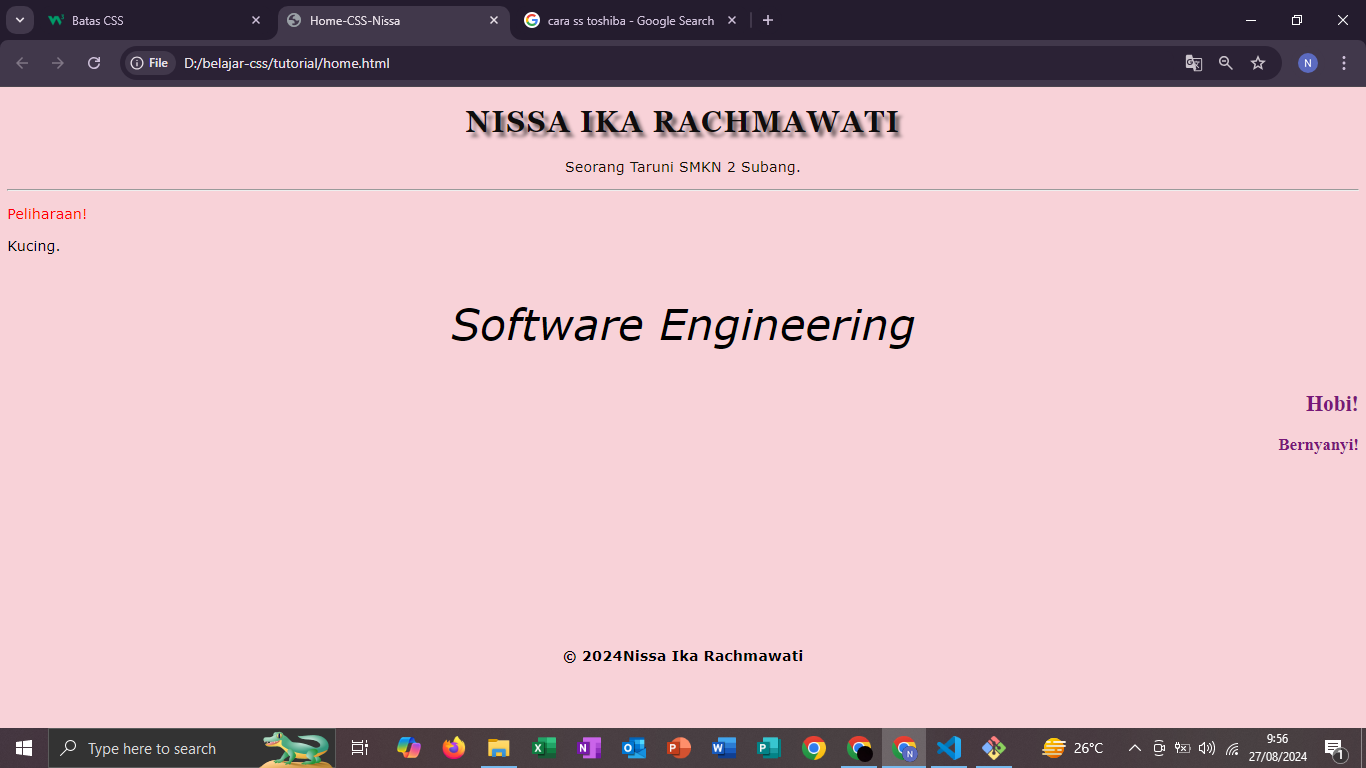 Batas CSS
Home-CSS-Nissa
cara ss toshiba - Google Search
File
D:/belajar-css/tutorial/home.html
N
NISSA IKA RACHMAWATI
Seorang Taruni SMKN 2 Subang.
Peliharaan!
Kucing.
Software Engineering
Hobi!
Bernyanyi!
© 2024Nissa Ika Rachmawati
Type here to search
26°C
9:56
27/08/2024
1